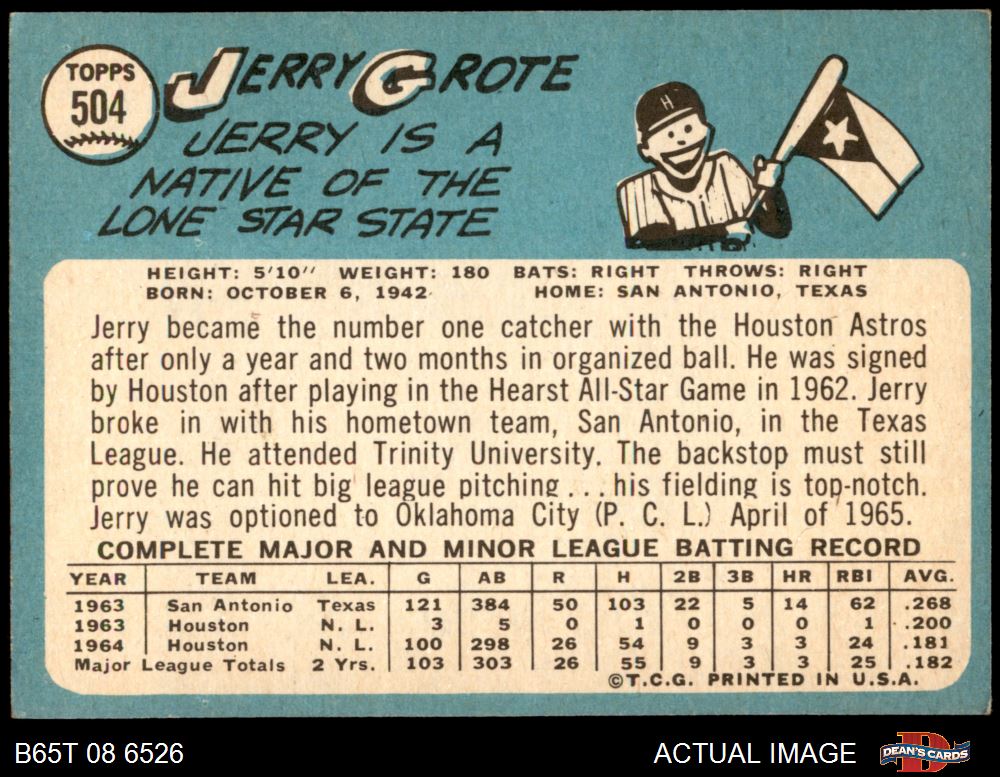 TOPPS
504
JERRY GROTE
JERRY IS A
NATIVE OF THE
LONE STAR STATE
H
HEIGHT: 5'10" WEIGHT: 180 BATS: RIGHT THROWS: RIGHT
BORN: OCTOBER 6, 1942 HOME: SAN ANTONIO, TEXAS
Jerry became the number one catcher with the Houston Astros
after only a year and two months in organized ball. He was signed
by Houston after playing in the Hearst All-Star Game in 1962. Jerry
broke in with his hometown team, San Antonio, in the Texas
League. He attended Trinity University. The backstop must still
prove he can hit big league pitching...his fielding is top-notch.
Jerry was optioned to Oklahoma City (P. C. L.) April of 1965.
COMPLETE MAJOR AND MINOR LEAGUE BATTING RECORD
YEAR TEAM LEA. G AB R H 2B 3B HR RBI AVG.
1963 San Antonio Texas 121 384 50 103 22 5 14 62 .268
1963 Houston N. L. 3 5 0 1 0 0 0 1 .200
1964 Houston N. L. 100 298 26 54 9 3 3 24 .181
Major League Totals 2 Yrs. 103 303 26 55 9 3 3 25 .182
©T.C.G. PRINTED IN U.S.A.
B65T 08 6526 ACTUAL IMAGE DEAN'S CARDS